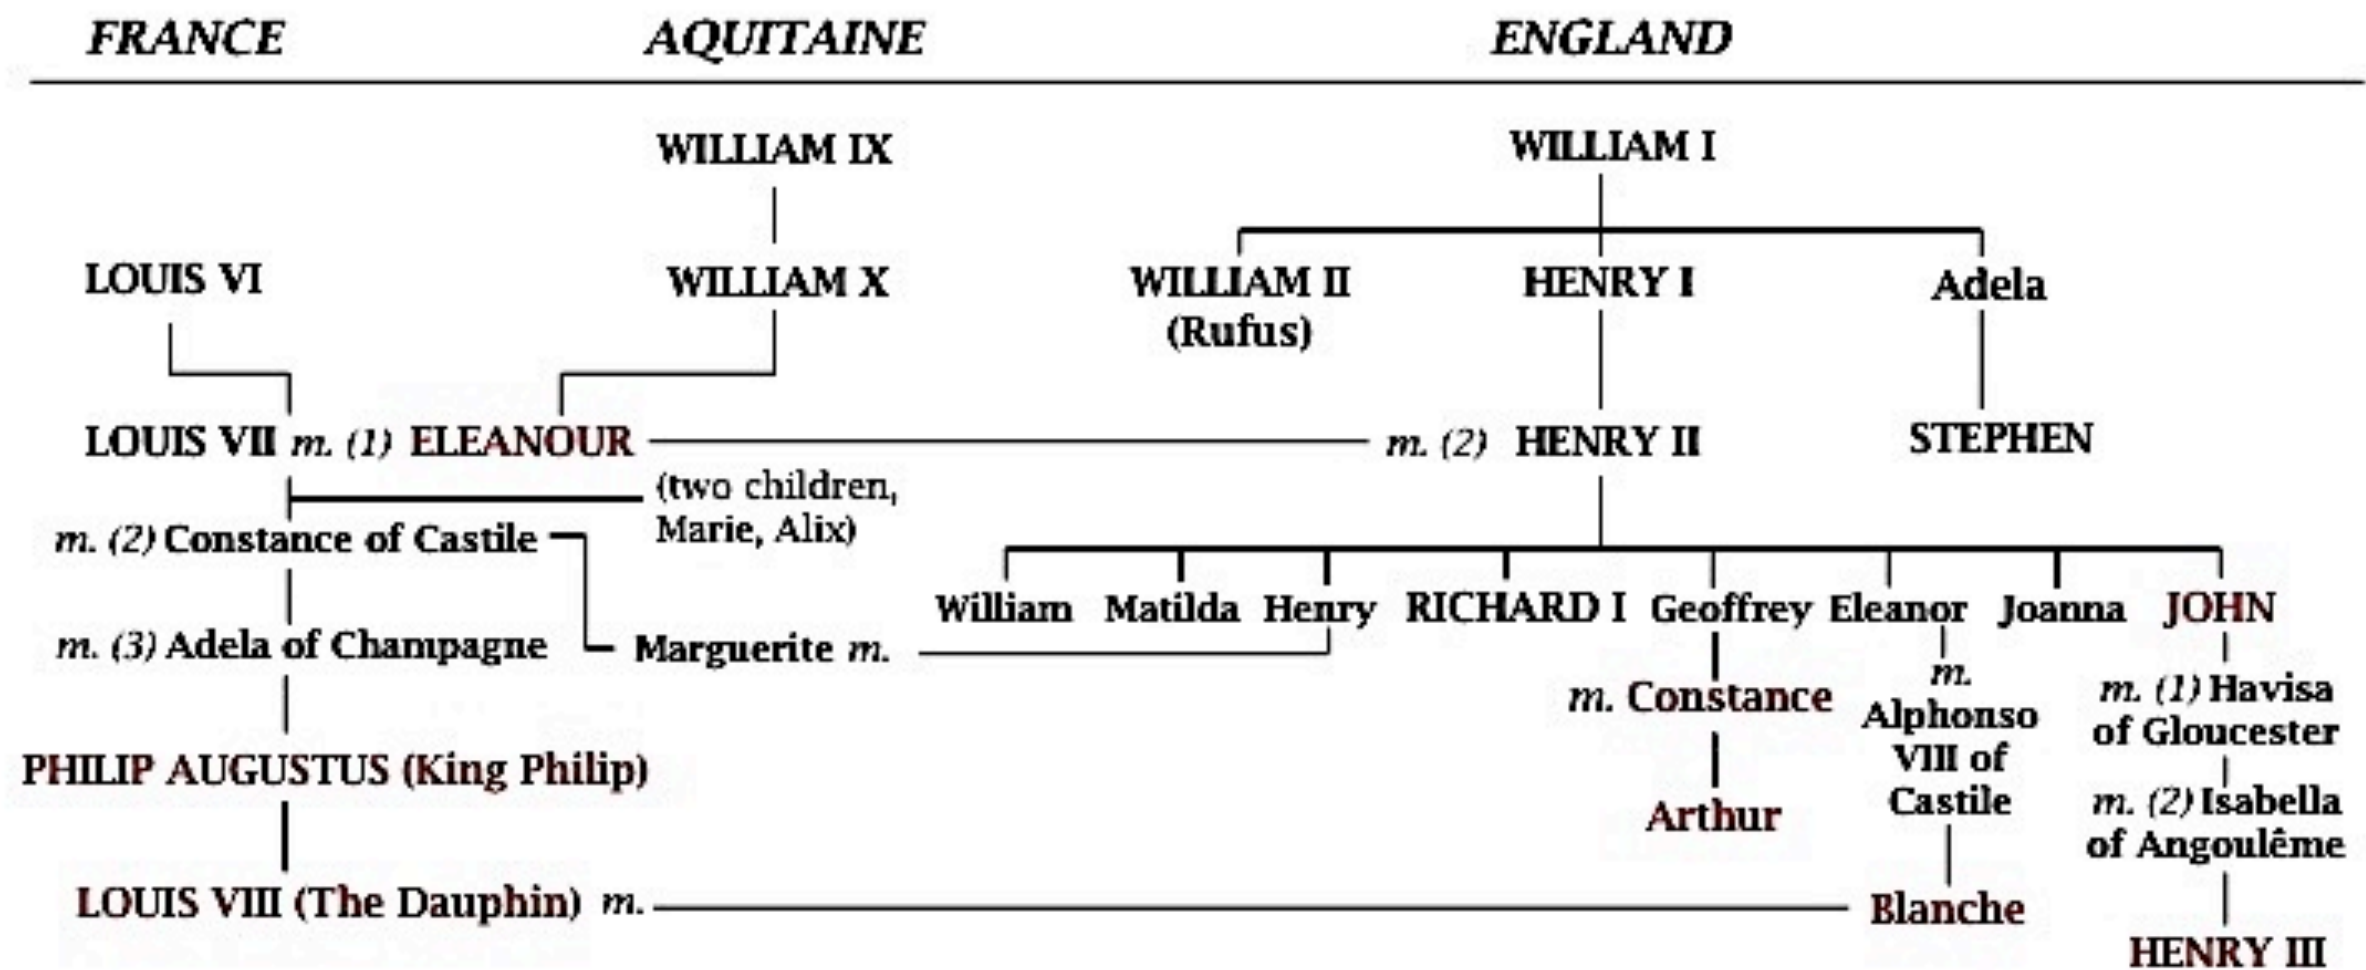 FRANCE AQUITAINE ENGLAND
WILLIAM IX WILLIAM I
LOUIS VI WILLIAM X WILLIAM II HENRY I Adela
(Rufus)
LOUIS VII m. (1) ELEANOUR m. (2) HENRY II STEPHEN
(two children,
Marie, Alix)
m. (2) Constance of Castile
William Matilda Henry RICHARD I Geoffrey Eleanor Joanna JOHN
m. (3) Adela of Champagne Marguerite m.
m. Constance
m.
Alphonso
VIII of
Castile
m. (1) Havisa
of Gloucester
PHILIP AUGUSTUS (King Philip)
Arthur
m. (2) Isabella
of Angoulême
LOUIS VIII (The Dauphin) m. Blanche
HENRY III